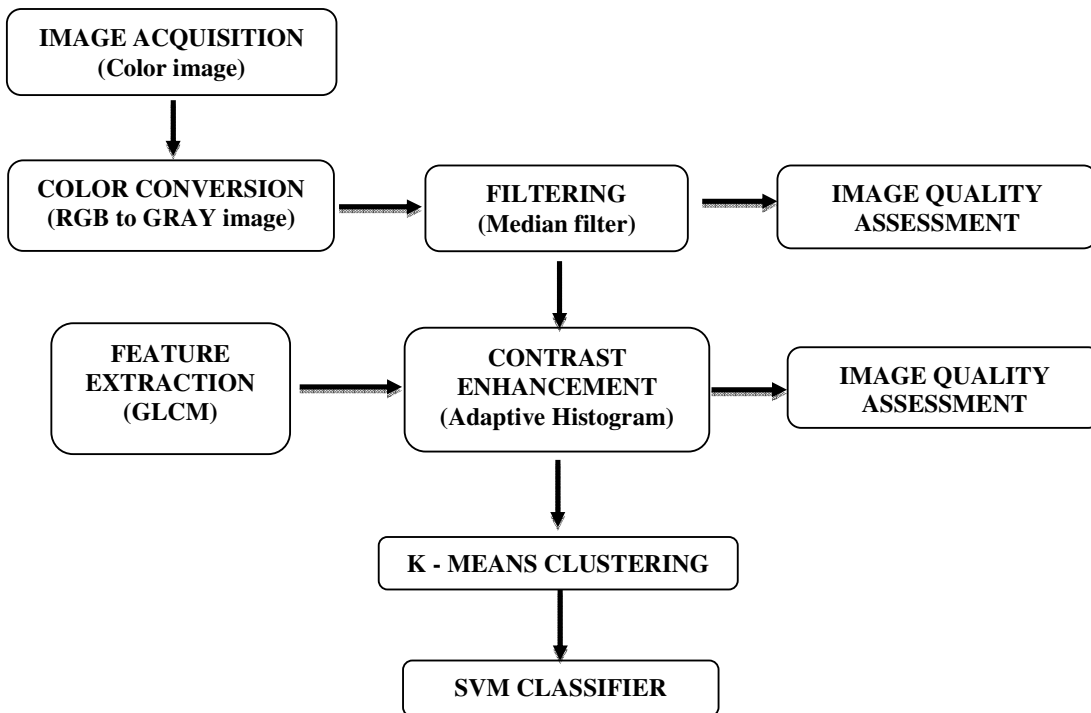 IMAGE ACQUISITION
(Color image)
COLOR CONVERSION
(RGB to GRAY image)
FILTERING
(Median filter)
IMAGE QUALITY
ASSESSMENT
FEATURE
EXTRACTION
(GLCM)
CONTRAST
ENHANCEMENT
(Adaptive Histogram)
IMAGE QUALITY
ASSESSMENT
K - MEANS CLUSTERING
SVM CLASSIFIER